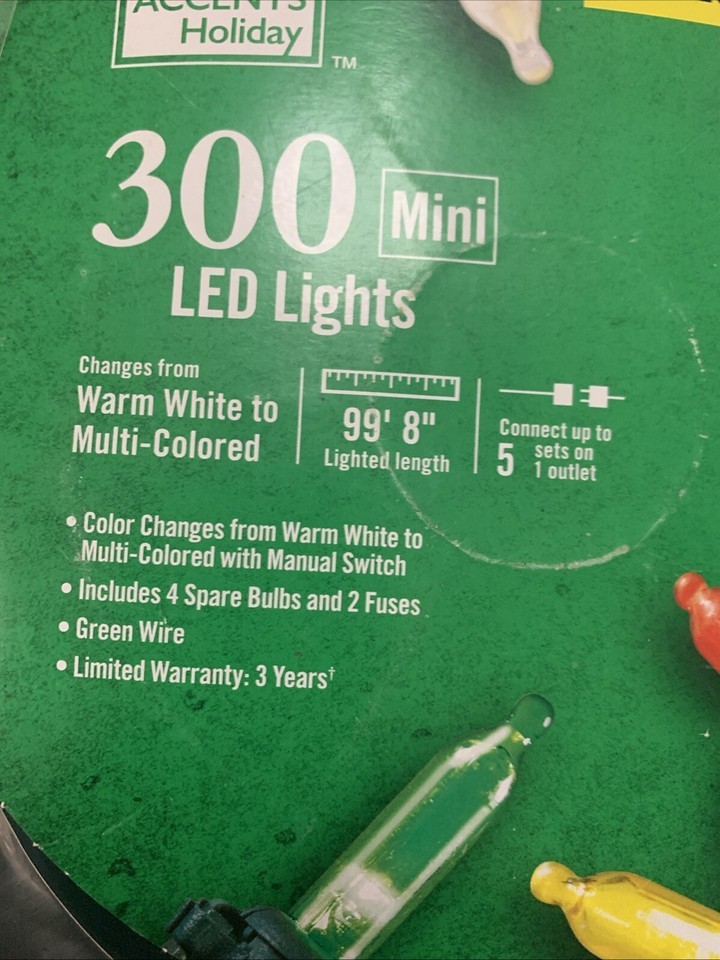 ACCENTS
Holiday
TM
300 Mini
LED Lights
Changes from
Warm White to
Multi-Colored
99' 8"
Lighted length
Connect up to
5 sets on
1 outlet
• Color Changes from Warm White to
Multi-Colored with Manual Switch
• Includes 4 Spare Bulbs and 2 Fuses
• Green Wire
• Limited Warranty: 3 Years†